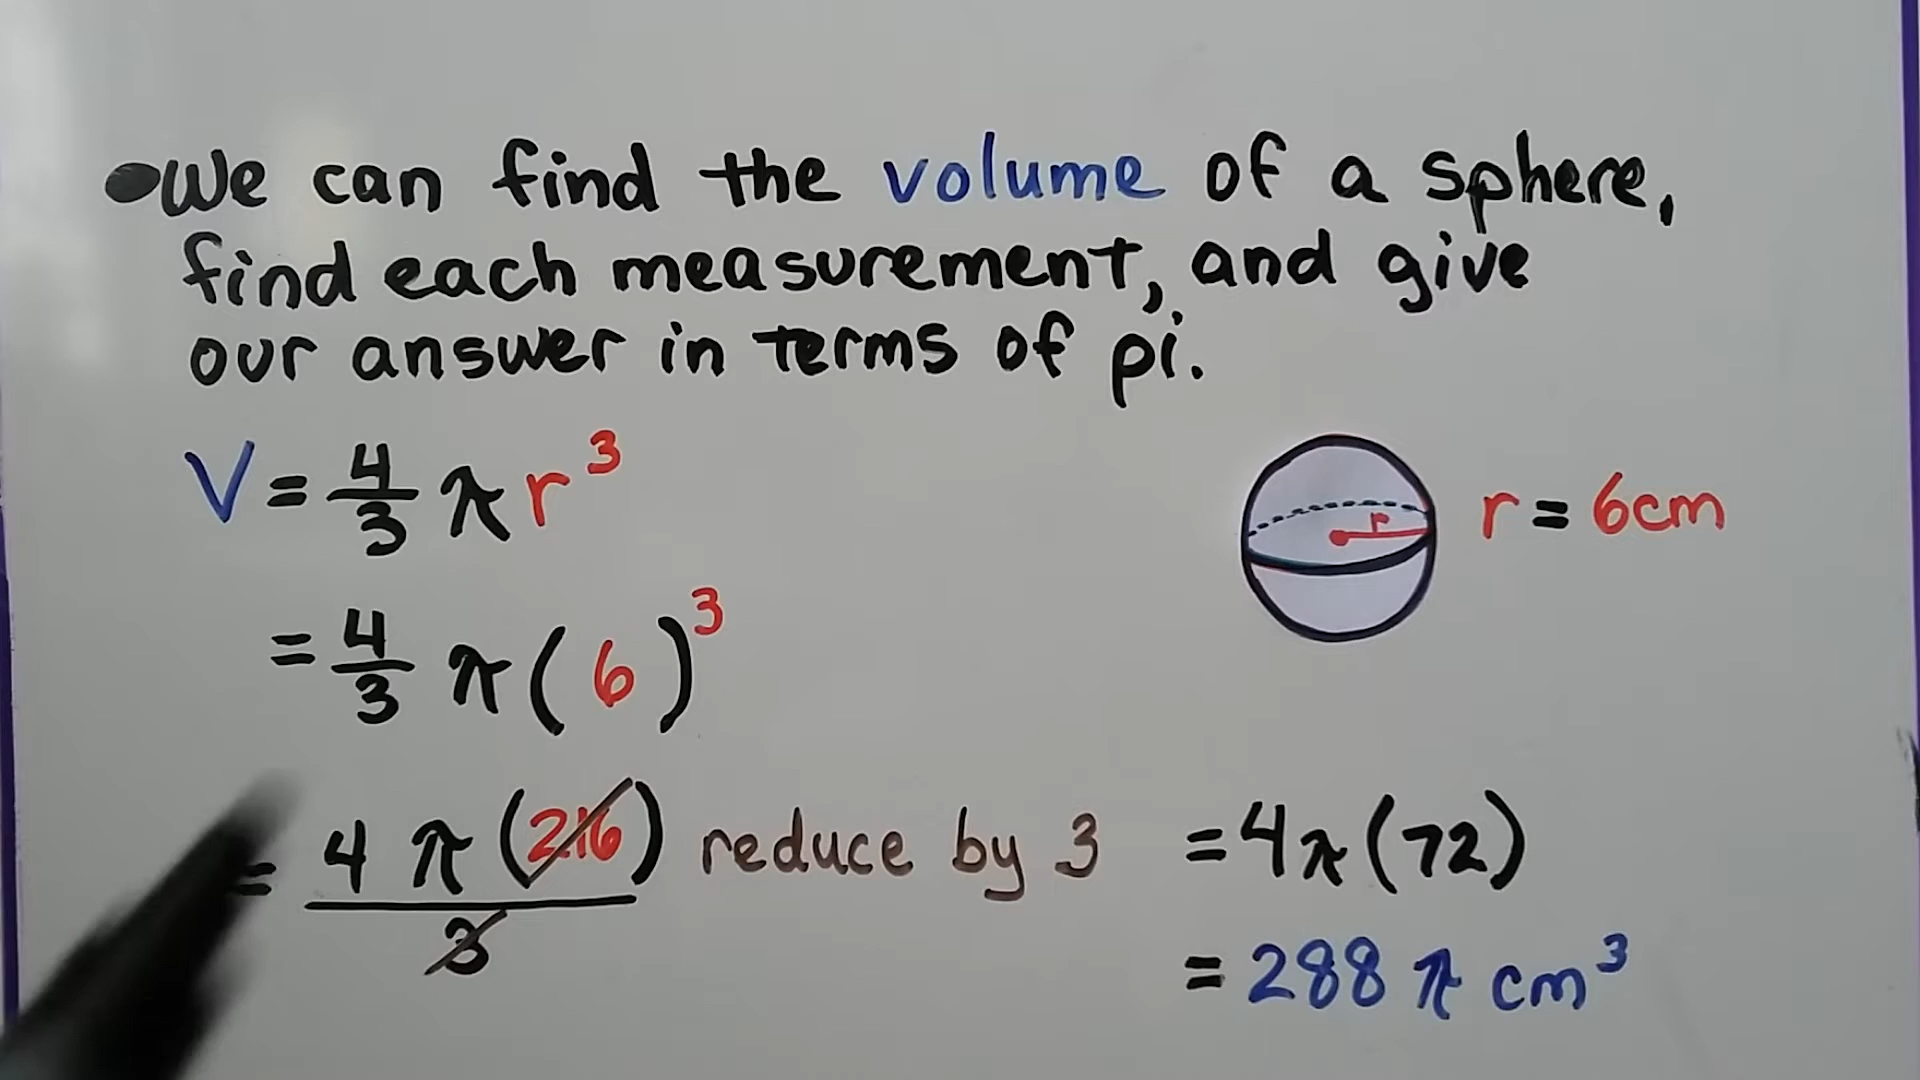 We can find the volume of a sphere,
find each measurement, and give
our answer in terms of pi.
V = 4/3 π r³
r
r = 6cm
= 4/3 π (6)³
= 4 π (216) / 3 reduce by 3 = 4π(72)
= 288 π cm³